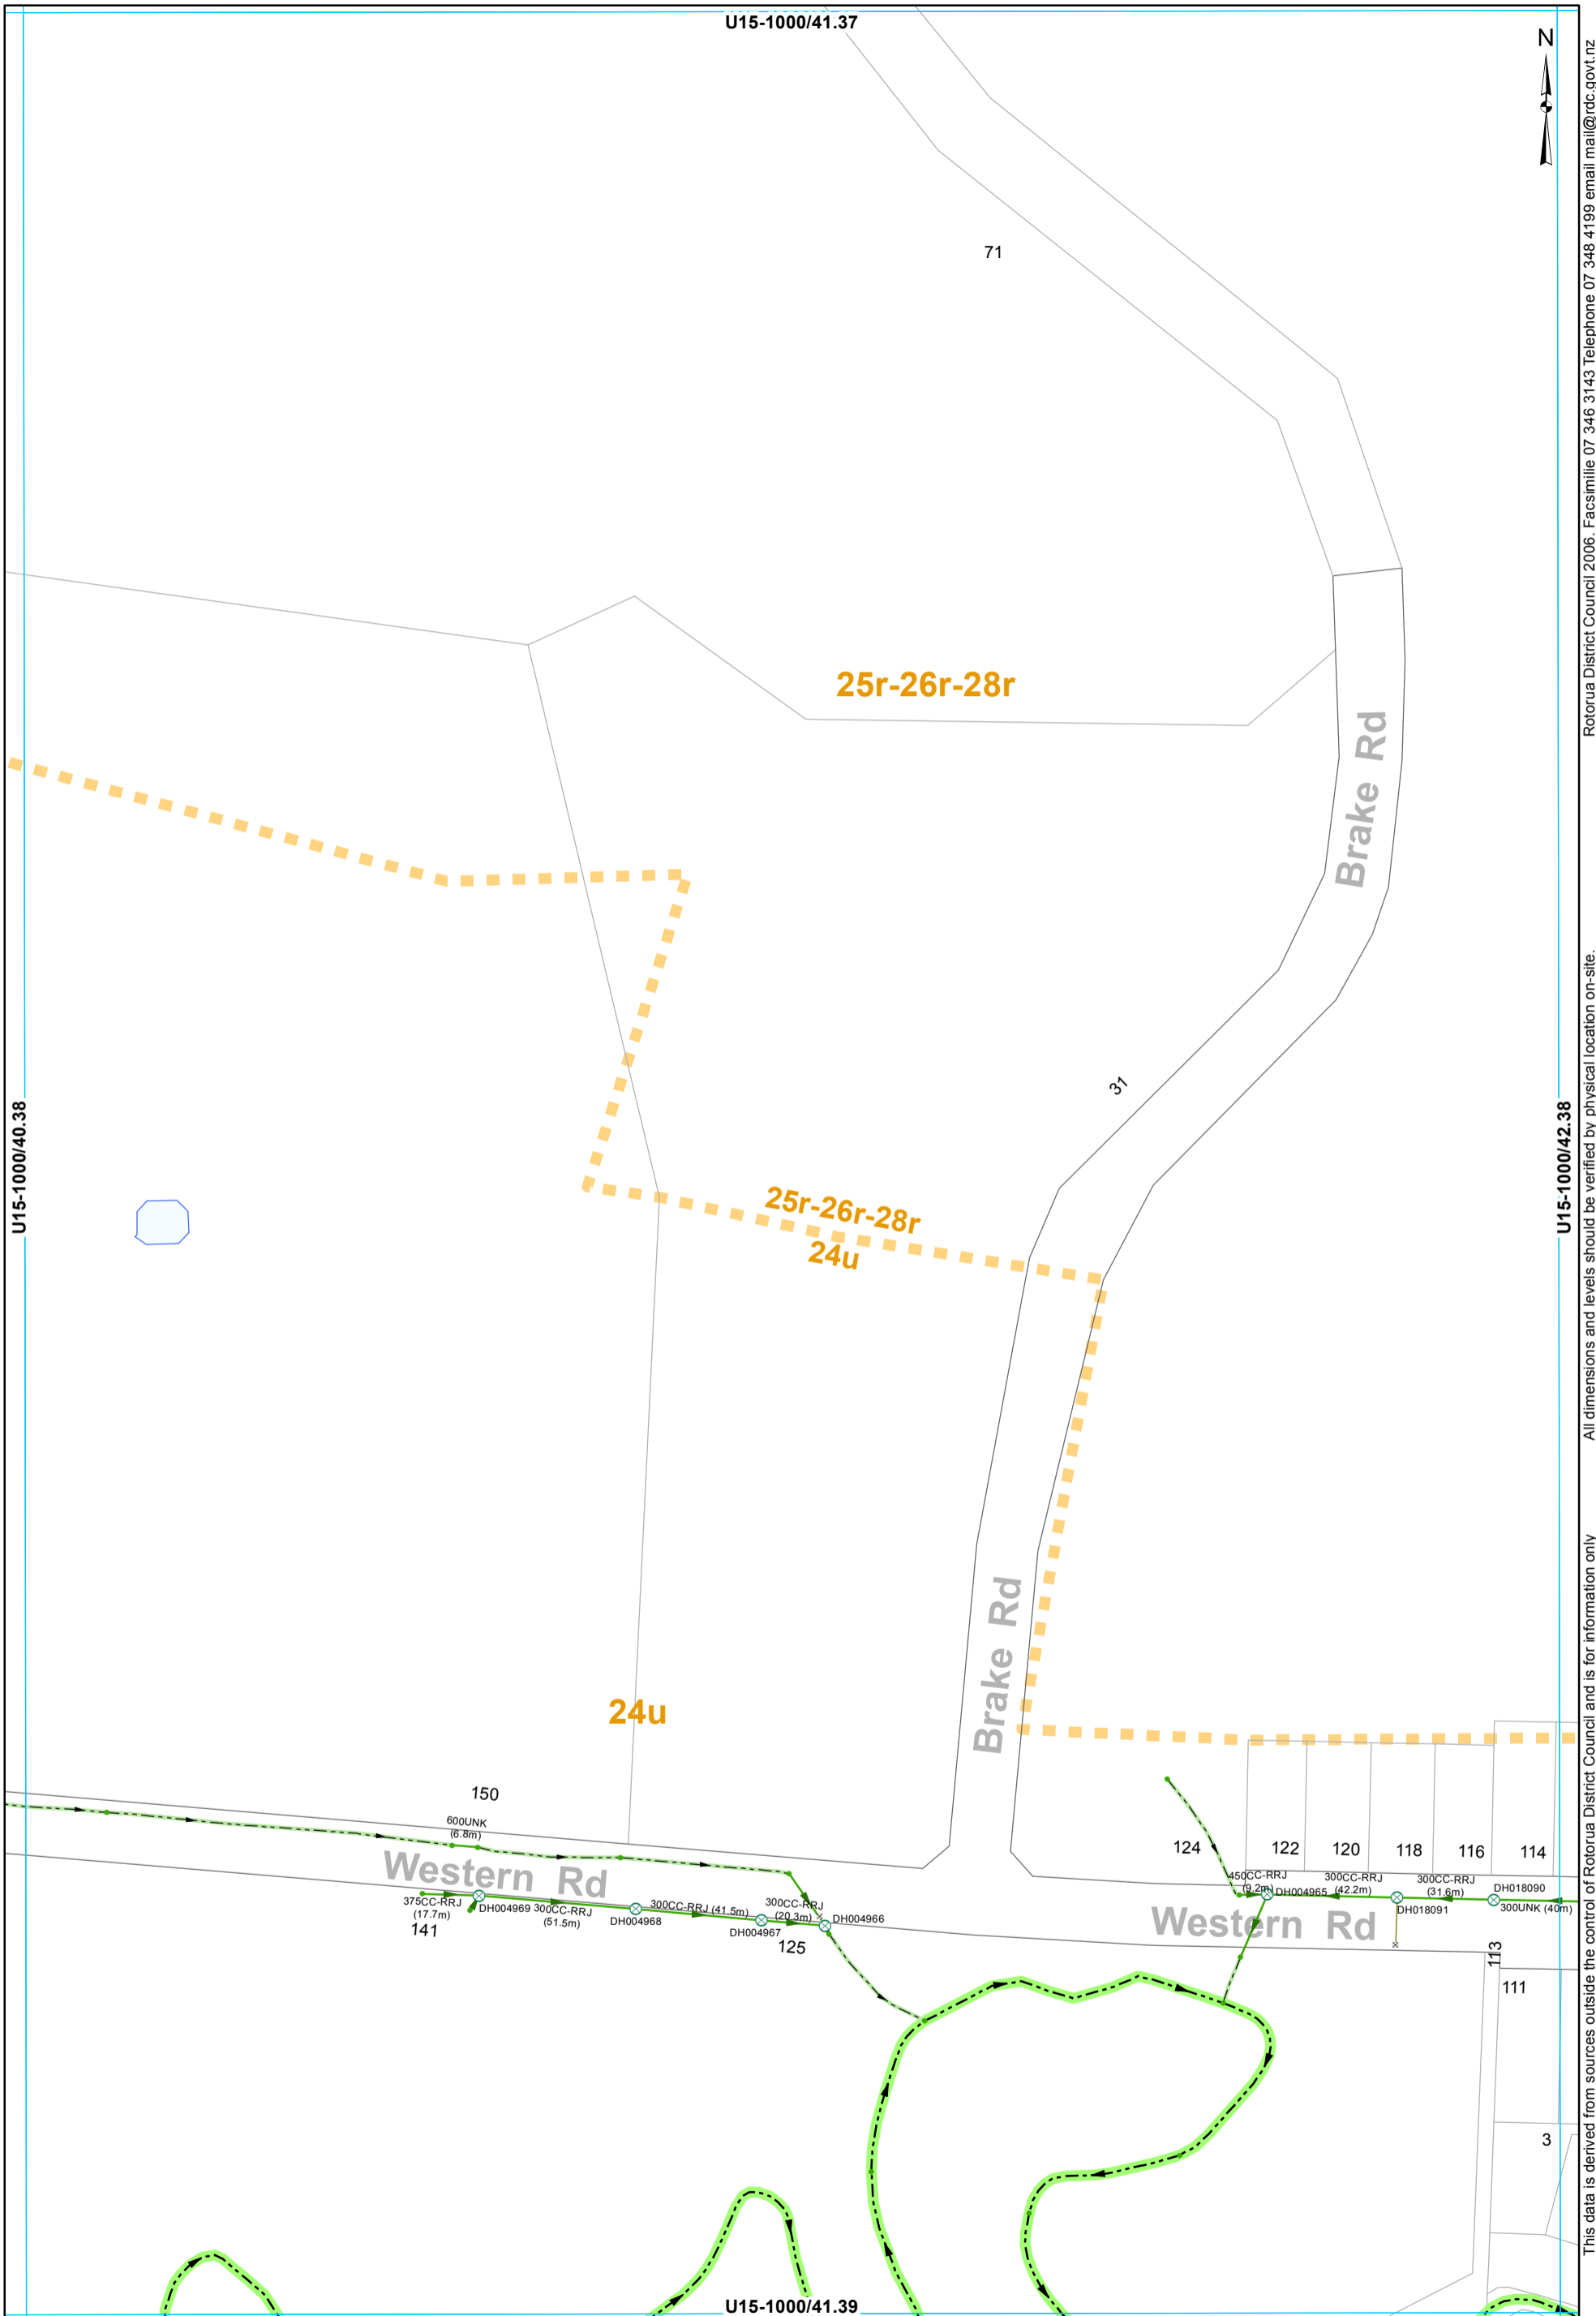 U15-1000/41.37
N
71
25r-26r-28r
Brake Rd
31
U15-1000/40.38
U15-1000/42.38
25r-26r-28r
24u
Brake Rd
24u
150
600UNK
(6.8m)
Western Rd
375CC-RRJ
(17.7m)
141
DH004969
300CC-RRJ
(51.5m)
DH004968
300CC-RRJ (41.5m)
DH004967
300CC-RRJ
(20.3m)
DH004966
125
124
122
120
118
116
114
450CC-RRJ
(9.2m)
DH004965
300CC-RRJ
(42.2m)
300CC-RRJ
(31.6m)
DH018090
DH018091
300UNK (40m)
Western Rd
113
111
3
U15-1000/41.39
This data is derived from sources outside the control of Rotorua District Council and is for information only
All dimensions and levels should be verified by physical location on-site.
Rotorua District Council 2006. Facsimilie 07 346 3143 Telephone 07 348 4199 email mail@rdc.govt.nz